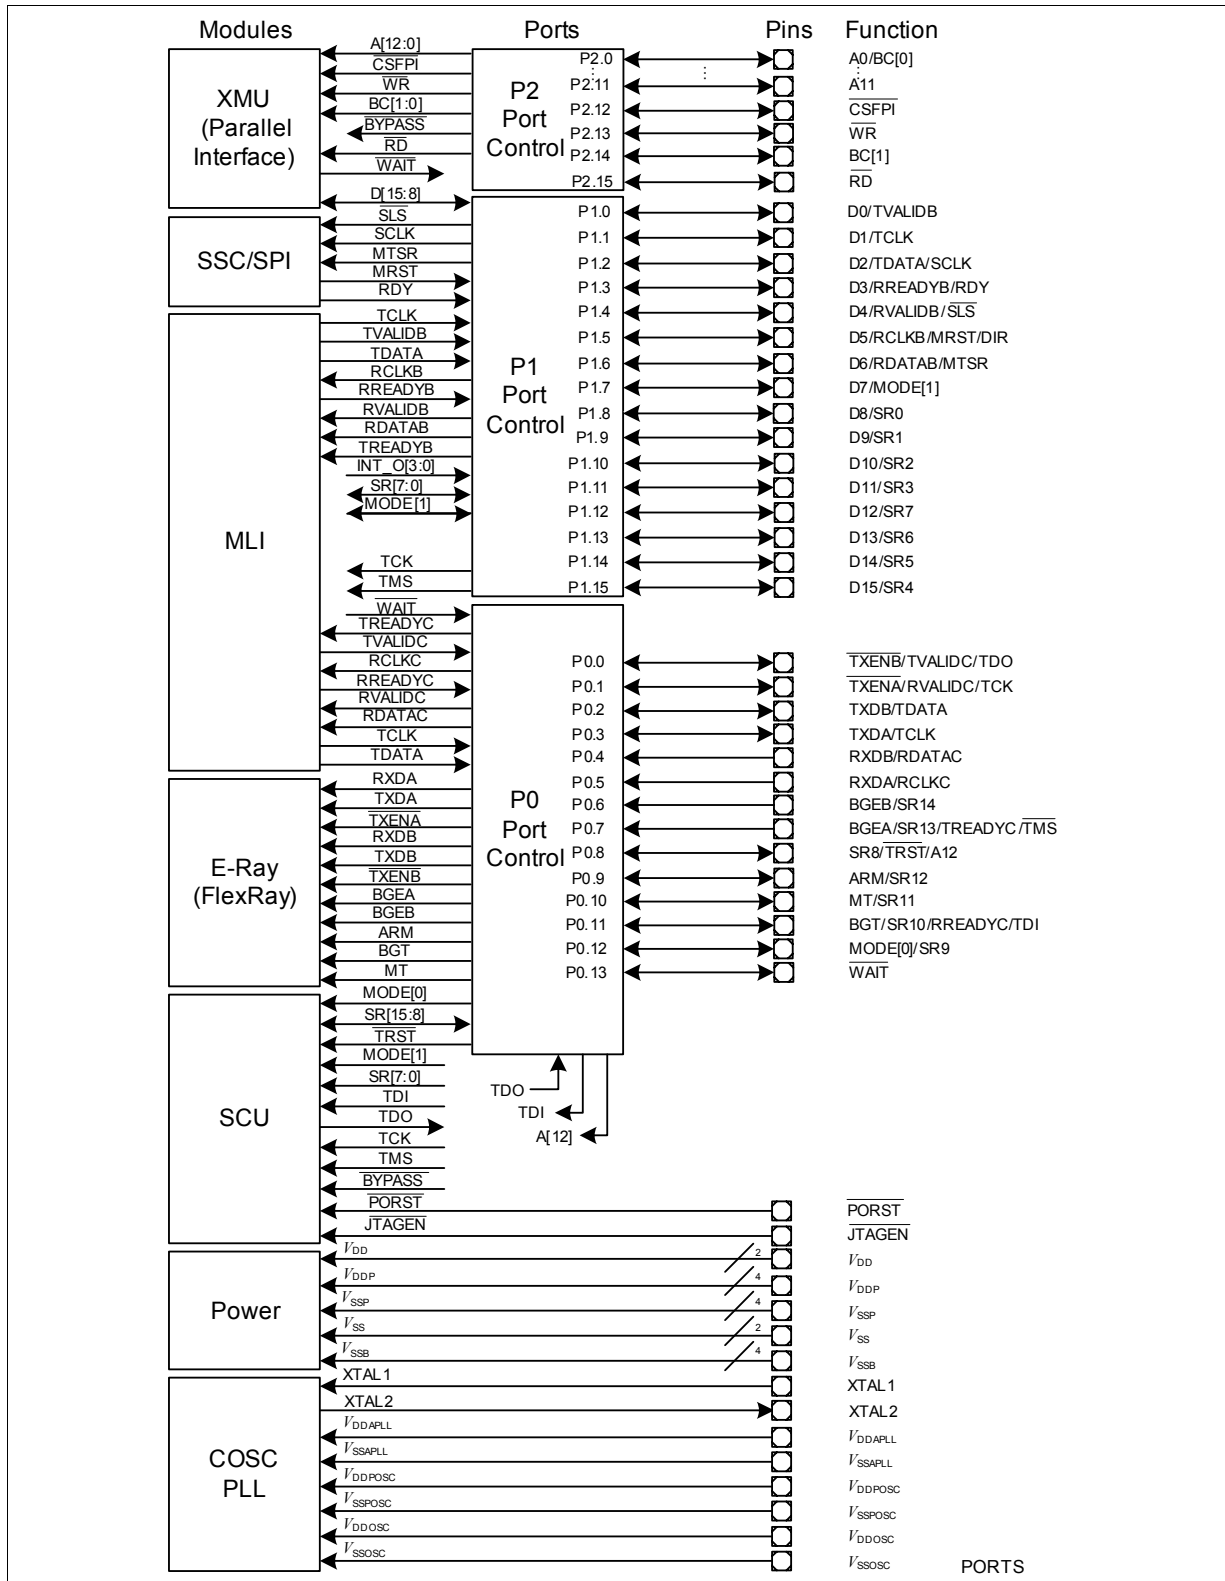 Modules Ports Pins Function
A[12:0]
CSFPI
WR
BC[1:0]
BYPASS
RD
WAIT
XMU
(Parallel
Interface)
P2
Port
Control
P2.0 A0/BC[0]
P2.11 A11
P2.12 CSFPI
P2.13 WR
P2.14 BC[1]
P2.15 RD
D[15:8]
SLS
SCLK
MTSR
MRST
RDY
SSC/SPI
TCLK
TVALIDB
TDATA
RCLKB
RREADYB
RVALIDB
RDATAB
TREADYB
INT_O[3:0]
SR[7:0]
MODE[1]
TCK
TMS
MLI
P1
Port
Control
P1.0 D0/TVALIDB
P1.1 D1/TCLK
P1.2 D2/TDATA/SCLK
P1.3 D3/RREADYB/RDY
P1.4 D4/RVALIDB/SLS
P1.5 D5/RCLKB/MRST/DIR
P1.6 D6/RDATAB/MTSR
P1.7 D7/MODE[1]
P1.8 D8/SR0
P1.9 D9/SR1
P1.10 D10/SR2
P1.11 D11/SR3
P1.12 D12/SR7
P1.13 D13/SR6
P1.14 D14/SR5
P1.15 D15/SR4
WAIT
TREADYC
TVALIDC
RCLKC
RREADYC
RVALIDC
RDATAC
TCLK
TDATA
RXDA
TXDA
TXENA
RXDB
TXDB
TXENB
BGEA
BGEB
ARM
BGT
MT
E-Ray
(FlexRay)
P0
Port
Control
P0.0 TXENB/TVALIDC/TDO
P0.1 TXENA/RVALIDC/TCK
P0.2 TXDB/TDATA
P0.3 TXDA/TCLK
P0.4 RXDB/RDATAC
P0.5 RXDA/RCLKC
P0.6 BGEB/SR14
P0.7 BGEA/SR13/TREADYC/TMS
P0.8 SR8/TRST/A12
P0.9 ARM/SR12
P0.10 MT/SR11
P0.11 BGT/SR10/RREADYC/TDI
P0.12 MODE[0]/SR9
P0.13 WAIT
MODE[0]
SR[15:8]
TRST
MODE[1]
SR[7:0]
TDI
TDO
TCK
TMS
BYPASS
SCU
TDO
TDI
A[12]
PORST PORST
JTAGEN JTAGEN
Power
VDD 2 VDD
VDDP 4 VDDP
VSSP 4 VSSP
VSS 2 VSS
VSSB 4 VSSB
COSC
PLL
XTAL1 XTAL1
XTAL2 XTAL2
VDDAPLL VDDAPLL
VSSAPLL VSSAPLL
VDDPOSC VDDPOSC
VSSPOSC VSSPOSC
VDDOSC VDDOSC
VSSOSC VSSOSC
PORTS